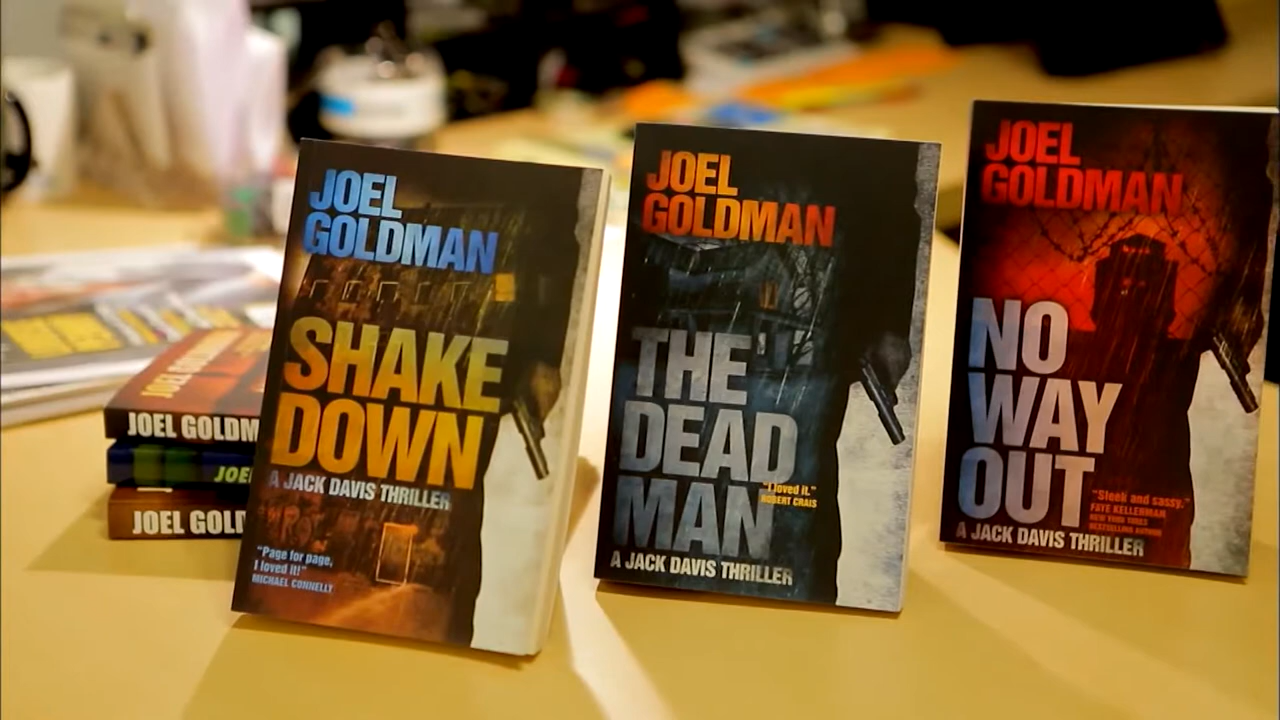 JOEL
GOLDMAN
SHAKE
DOWN
A JACK DAVIS THRILLER
"Page for page,
I loved it!"
MICHAEL CONNELLY
JOEL
GOLDMAN
THE
DEAD
MAN
"I loved it."
ROBERT CRAIS
A JACK DAVIS THRILLER
JOEL
GOLDMAN
NO
WAY
OUT
"Sleek and sassy."
FAYE KELLERMAN
NEW YORK TIMES
BESTSELLING AUTHOR
A JACK DAVIS THRILLER
JOEL GOLDM
JOEL
JOEL GOLD